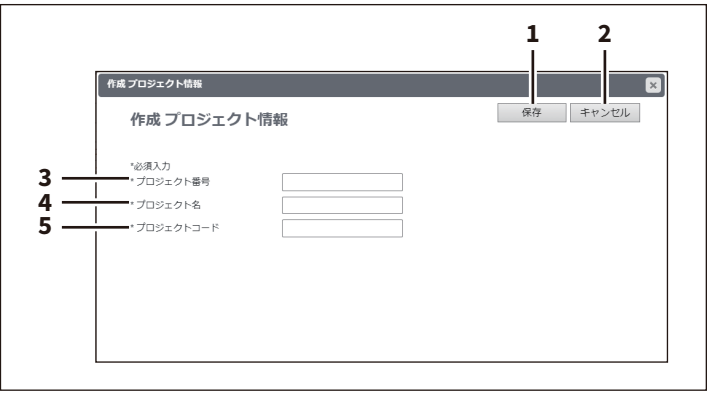 1 2
作成 プロジェクト情報
作成 プロジェクト情報
保存 キャンセル
*必須入力
3 * プロジェクト番号
4 * プロジェクト名
5 * プロジェクトコード